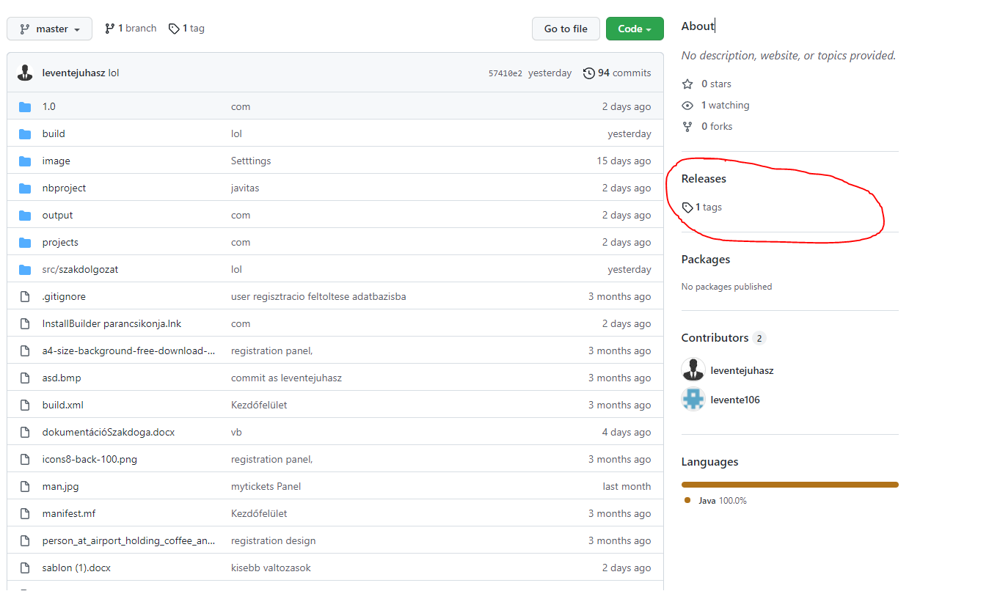 master 1 branch 1 tag Go to file Code
leventejuhasz lol 57410e2 yesterday 94 commits
1.0 com 2 days ago
build lol yesterday
image Setttings 15 days ago
nbproject javitas 2 days ago
output com 2 days ago
projects com 2 days ago
src/szakdolgozat lol yesterday
.gitignore user regisztracio feltoltese adatbazisba 3 months ago
InstallBuilder parancsikonja.lnk com 2 days ago
a4-size-background-free-download-... registration panel, 3 months ago
asd.bmp commit as leventejuhasz 3 months ago
build.xml Kezdőfelület 3 months ago
dokumentációSzakdoga.docx vb 4 days ago
icons8-back-100.png registration panel, 3 months ago
man.jpg mytickets Panel last month
manifest.mf Kezdőfelület 3 months ago
person_at_airport_holding_coffee_an... registration design 3 months ago
sablon (1).docx kisebb valtozasok 2 days ago
About
No description, website, or topics provided.
0 stars
1 watching
0 forks
Releases
1 tags
Packages
No packages published
Contributors 2
leventejuhasz
levente106
Languages
Java 100.0%